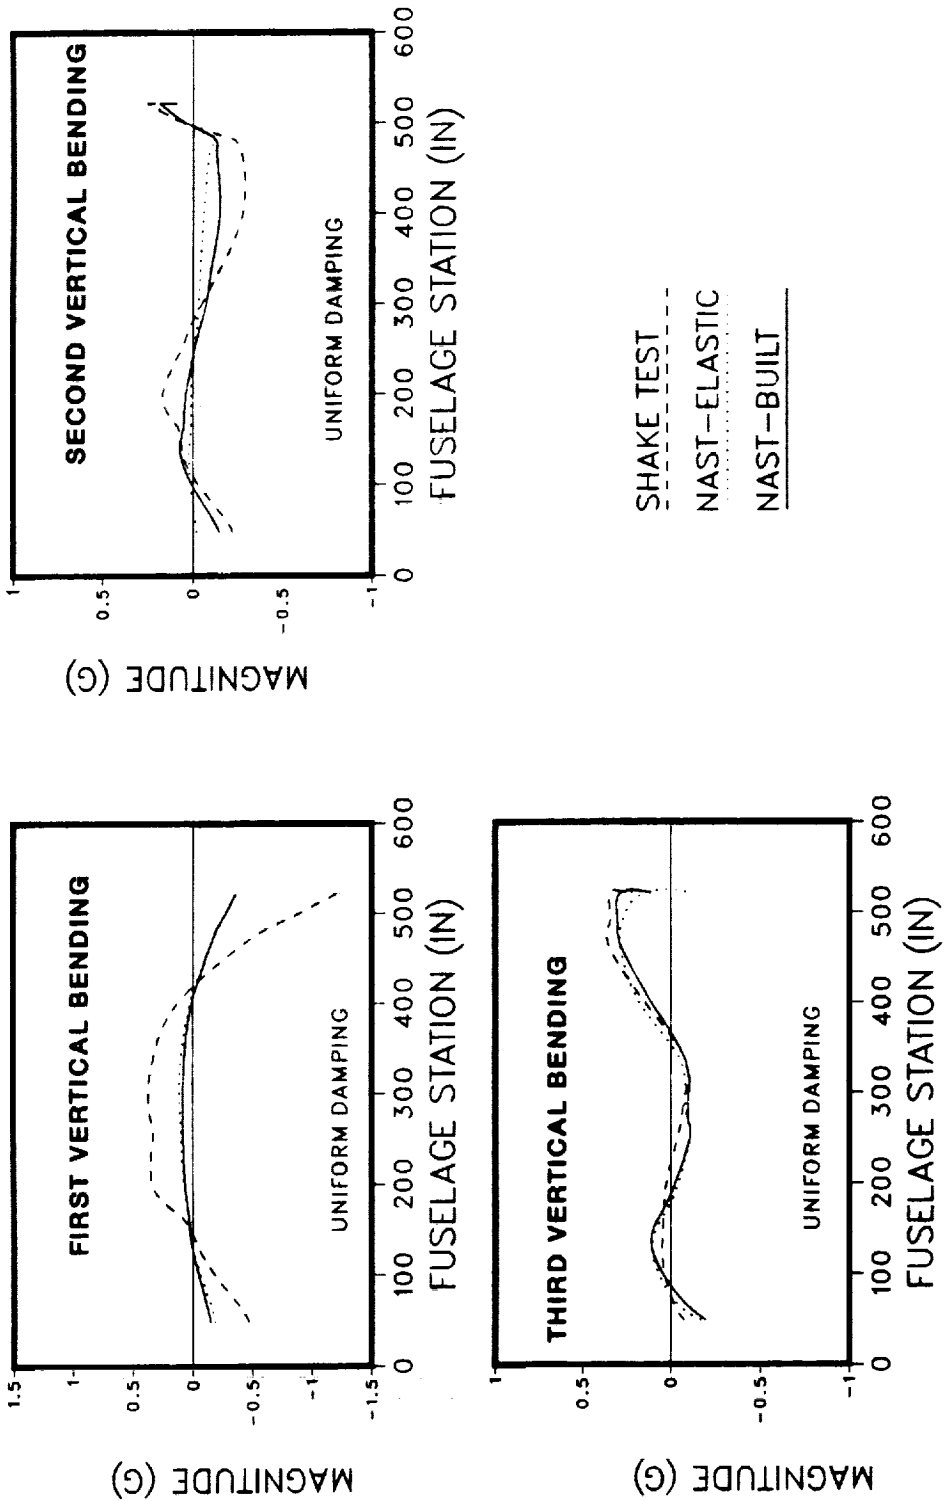 FIRST VERTICAL BENDING
1.5
1
0.5
0
-0.5
-1
-1.5
MAGNITUDE (G)
UNIFORM DAMPING
0 100 200 300 400 500 600
FUSELAGE STATION (IN)
SECOND VERTICAL BENDING
1
0.5
0
-0.5
-1
MAGNITUDE (G)
UNIFORM DAMPING
0 100 200 300 400 500 600
FUSELAGE STATION (IN)
THIRD VERTICAL BENDING
1
0.5
0
-0.5
-1
MAGNITUDE (G)
UNIFORM DAMPING
0 100 200 300 400 500 600
FUSELAGE STATION (IN)
SHAKE TEST
NAST-ELASTIC
NAST-BUILT